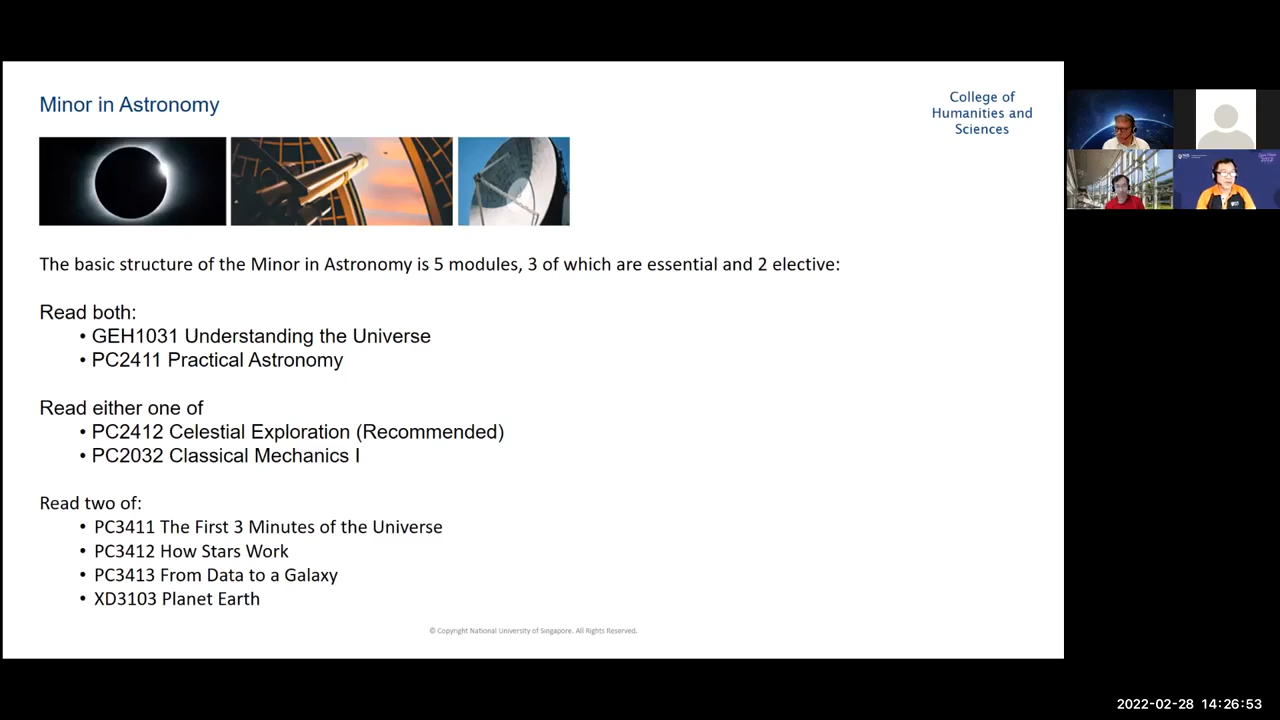 Minor in Astronomy
College of
Humanities and
Sciences
The basic structure of the Minor in Astronomy is 5 modules, 3 of which are essential and 2 elective:
Read both:
• GEH1031 Understanding the Universe
• PC2411 Practical Astronomy
Read either one of
• PC2412 Celestial Exploration (Recommended)
• PC2032 Classical Mechanics I
Read two of:
• PC3411 The First 3 Minutes of the Universe
• PC3412 How Stars Work
• PC3413 From Data to a Galaxy
• XD3103 Planet Earth
© Copyright National University of Singapore. All Rights Reserved.
2022-02-28 14:26:53